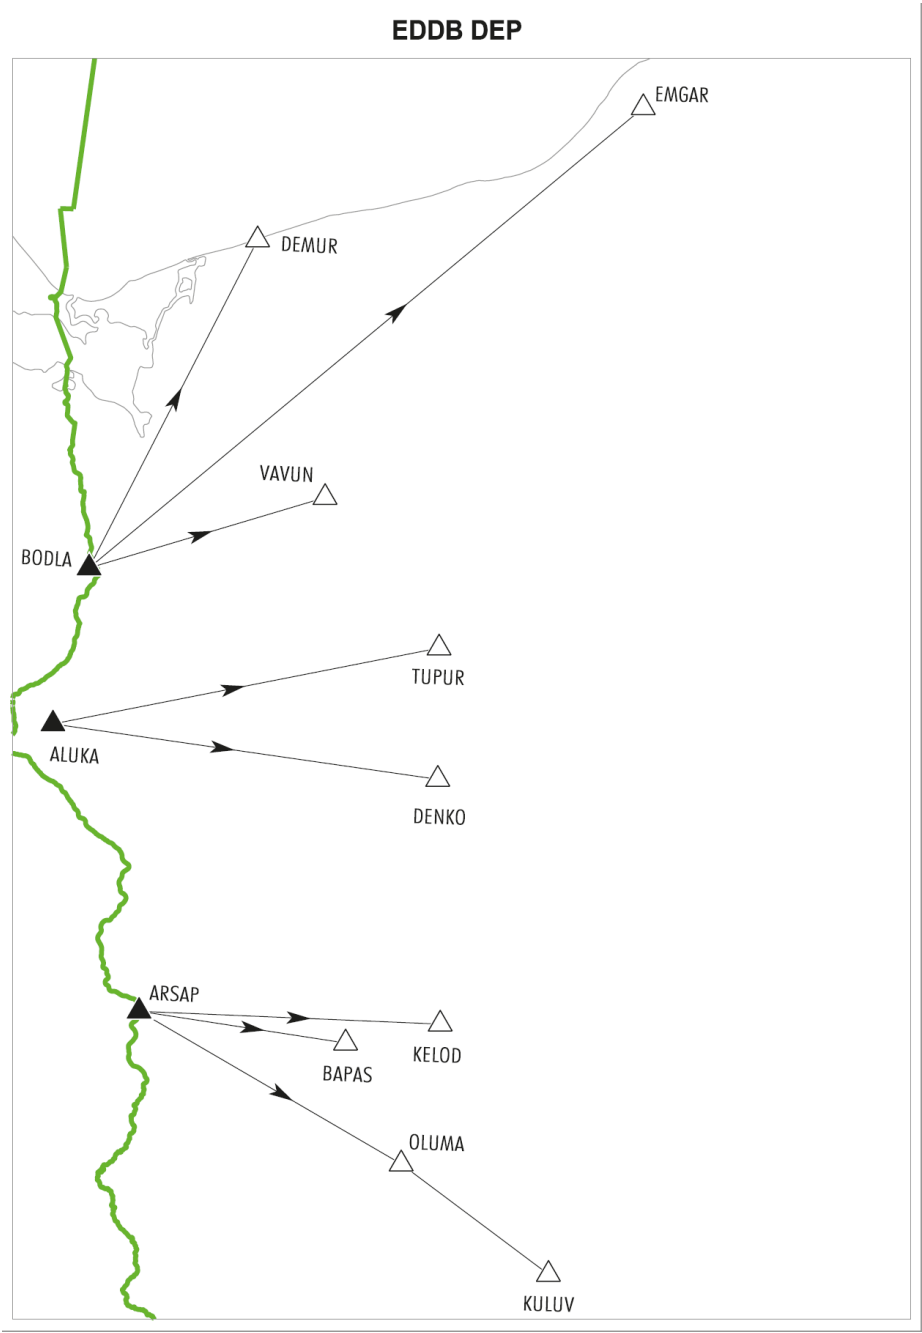 EDDB DEP
EMGAR
DEMUR
VAVUN
BODLA
TUPUR
ALUKA
DENKO
ARSAP
KELOD
BAPAS
OLUMA
KULUV